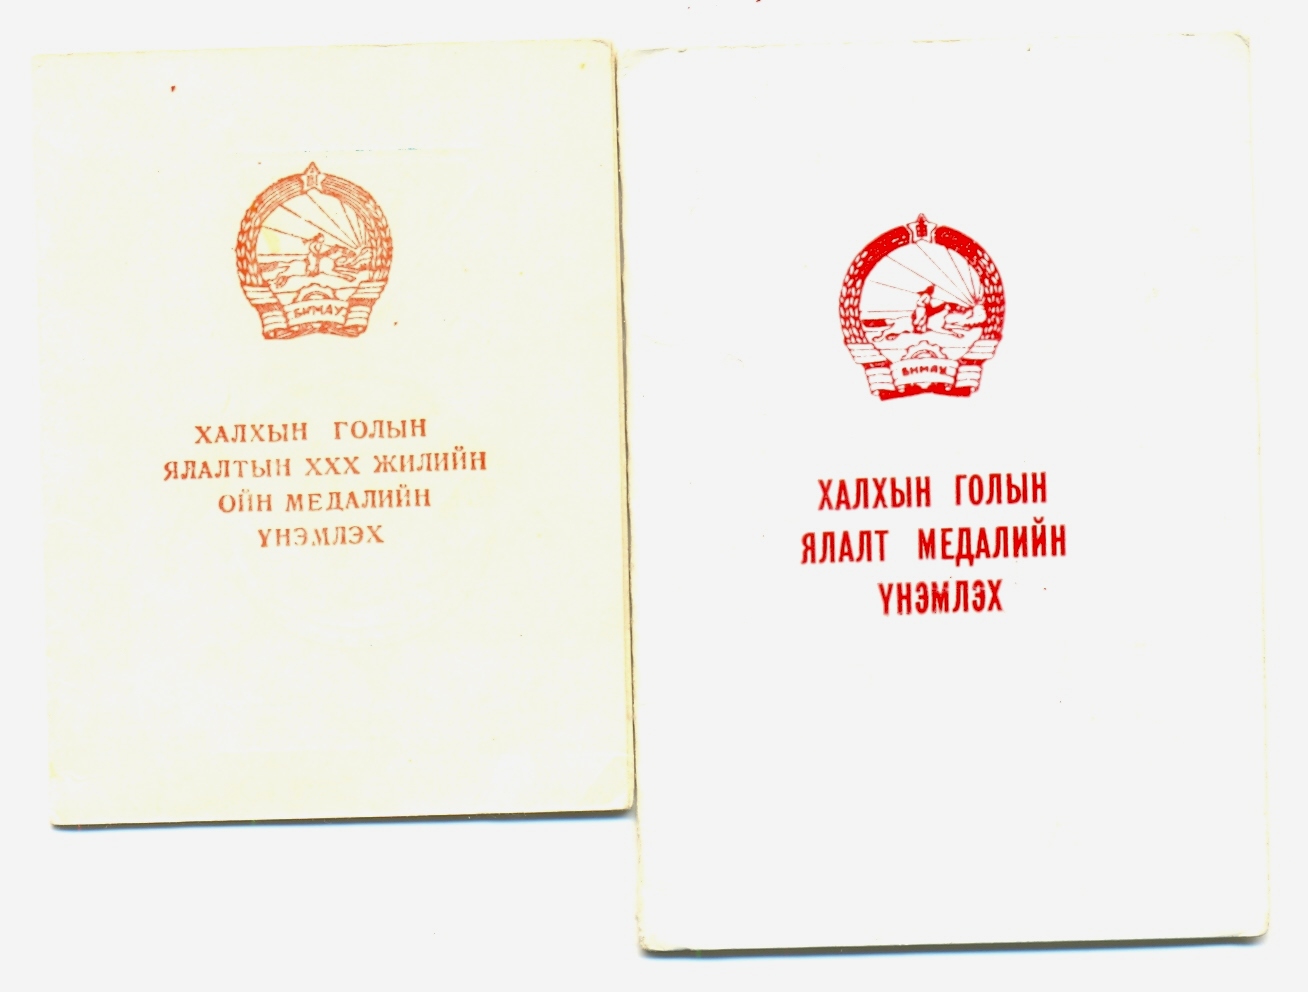 БНМАУ
ХАЛХЫН ГОЛЫН
ЯЛАЛТЫН XXX ЖИЛИЙН
ОЙН МЕДАЛИЙН
ҮНЭМЛЭХ
БНМАУ
ХАЛХЫН ГОЛЫН
ЯЛАЛТ МЕДАЛИЙН
ҮНЭМЛЭХ